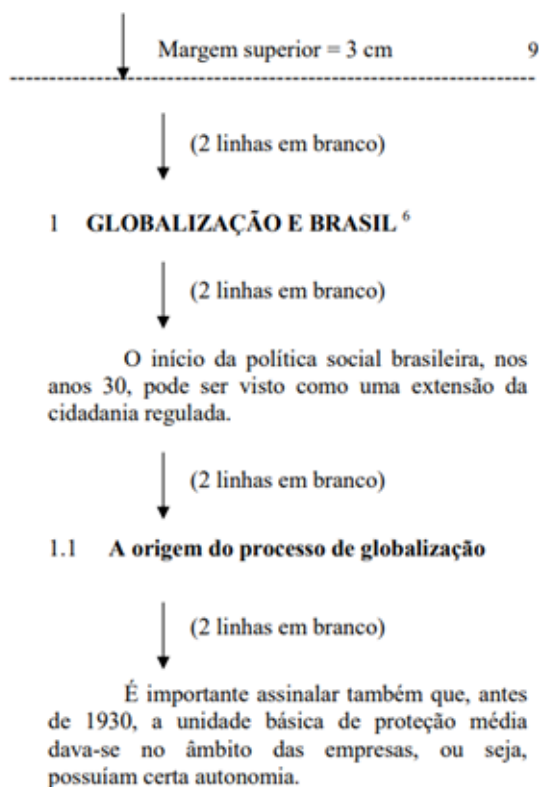 Margem superior = 3 cm 9
(2 linhas em branco)
1 GLOBALIZAÇÃO E BRASIL ⁶
(2 linhas em branco)
O início da política social brasileira, nos
anos 30, pode ser visto como uma extensão da
cidadania regulada.
(2 linhas em branco)
1.1 A origem do processo de globalização
(2 linhas em branco)
É importante assinalar também que, antes
de 1930, a unidade básica de proteção média
dava-se no âmbito das empresas, ou seja,
possuíam certa autonomia.